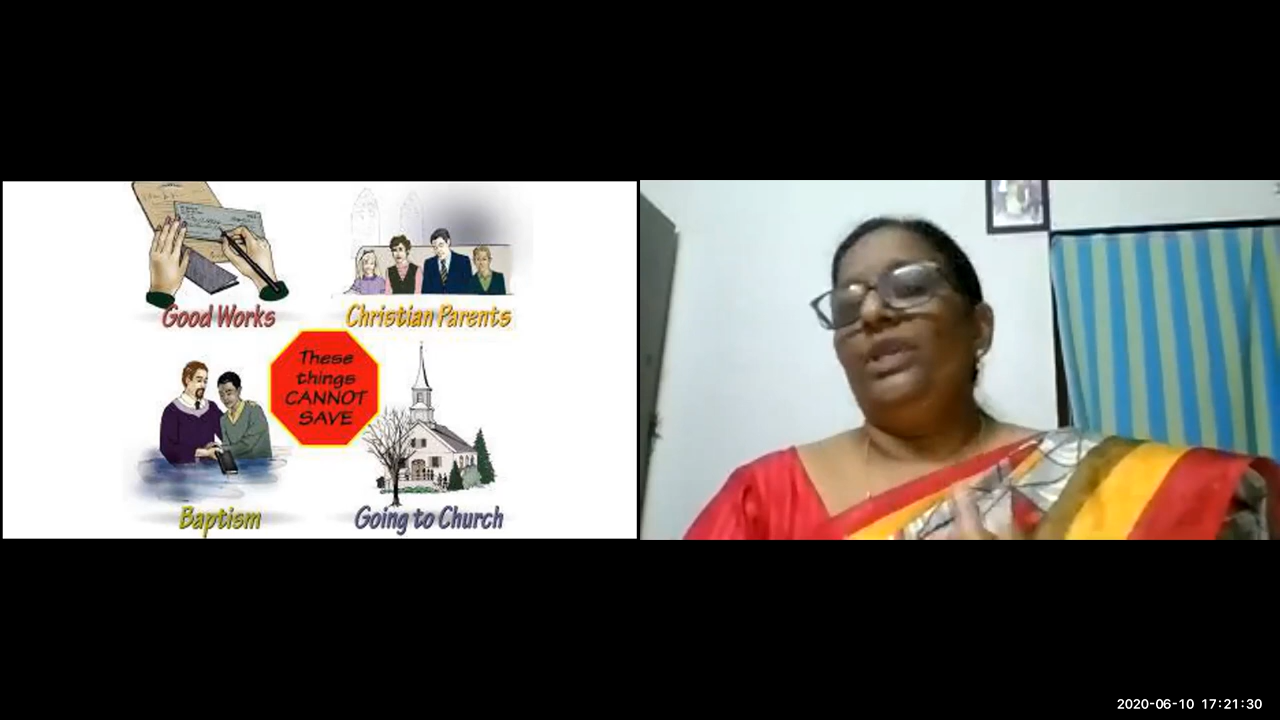 Good Works
Christian Parents
These
things
CANNOT
SAVE
Baptism
Going to Church
2020-06-10 17:21:30